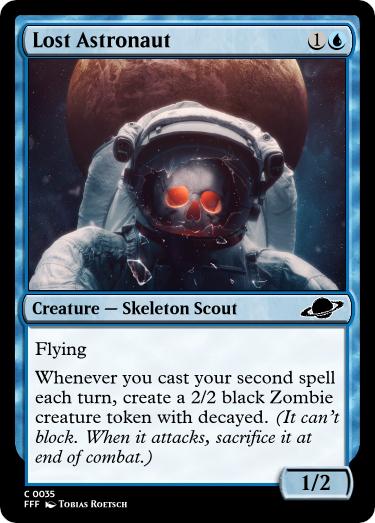 Lost Astronaut 1
Creature — Skeleton Scout
Flying
Whenever you cast your second spell
each turn, create a 2/2 black Zombie
creature token with decayed. (It can't
block. When it attacks, sacrifice it at
end of combat.)
1/2
C 0035
FFF Tobias Roetsch